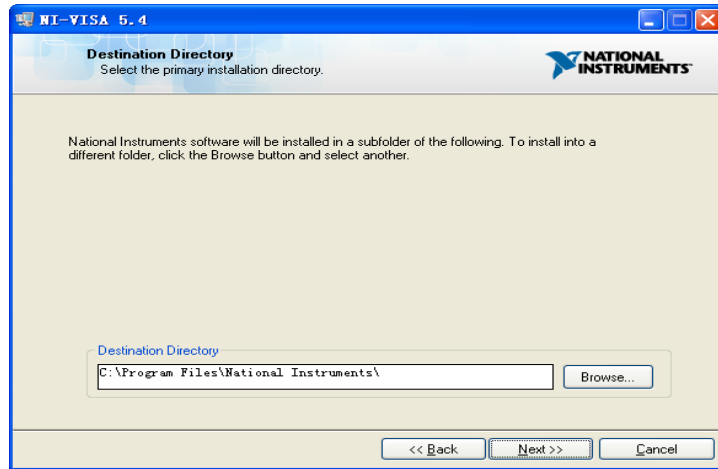 NI-VISA 5.4
Destination Directory
Select the primary installation directory.
NATIONAL
INSTRUMENTS
National Instruments software will be installed in a subfolder of the following. To install into a
different folder, click the Browse button and select another.
Destination Directory
C:\Program Files\National Instruments\
Browse...
<< Back
Next >>
Cancel